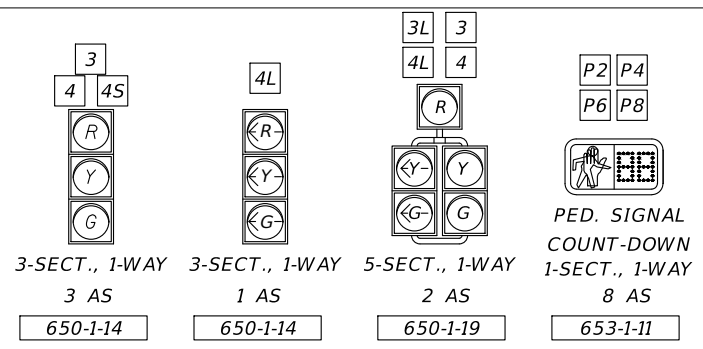 3
4 4S
R
Y
G
3-SECT., 1-WAY
3 AS
650-1-14
4L
R
Y
G
3-SECT., 1-WAY
1 AS
650-1-14
3L 3
4L 4
R
Y Y
G G
5-SECT., 1-WAY
2 AS
650-1-19
P2 P4
P6 P8
88
PED. SIGNAL
COUNT-DOWN
1-SECT., 1-WAY
8 AS
653-1-11